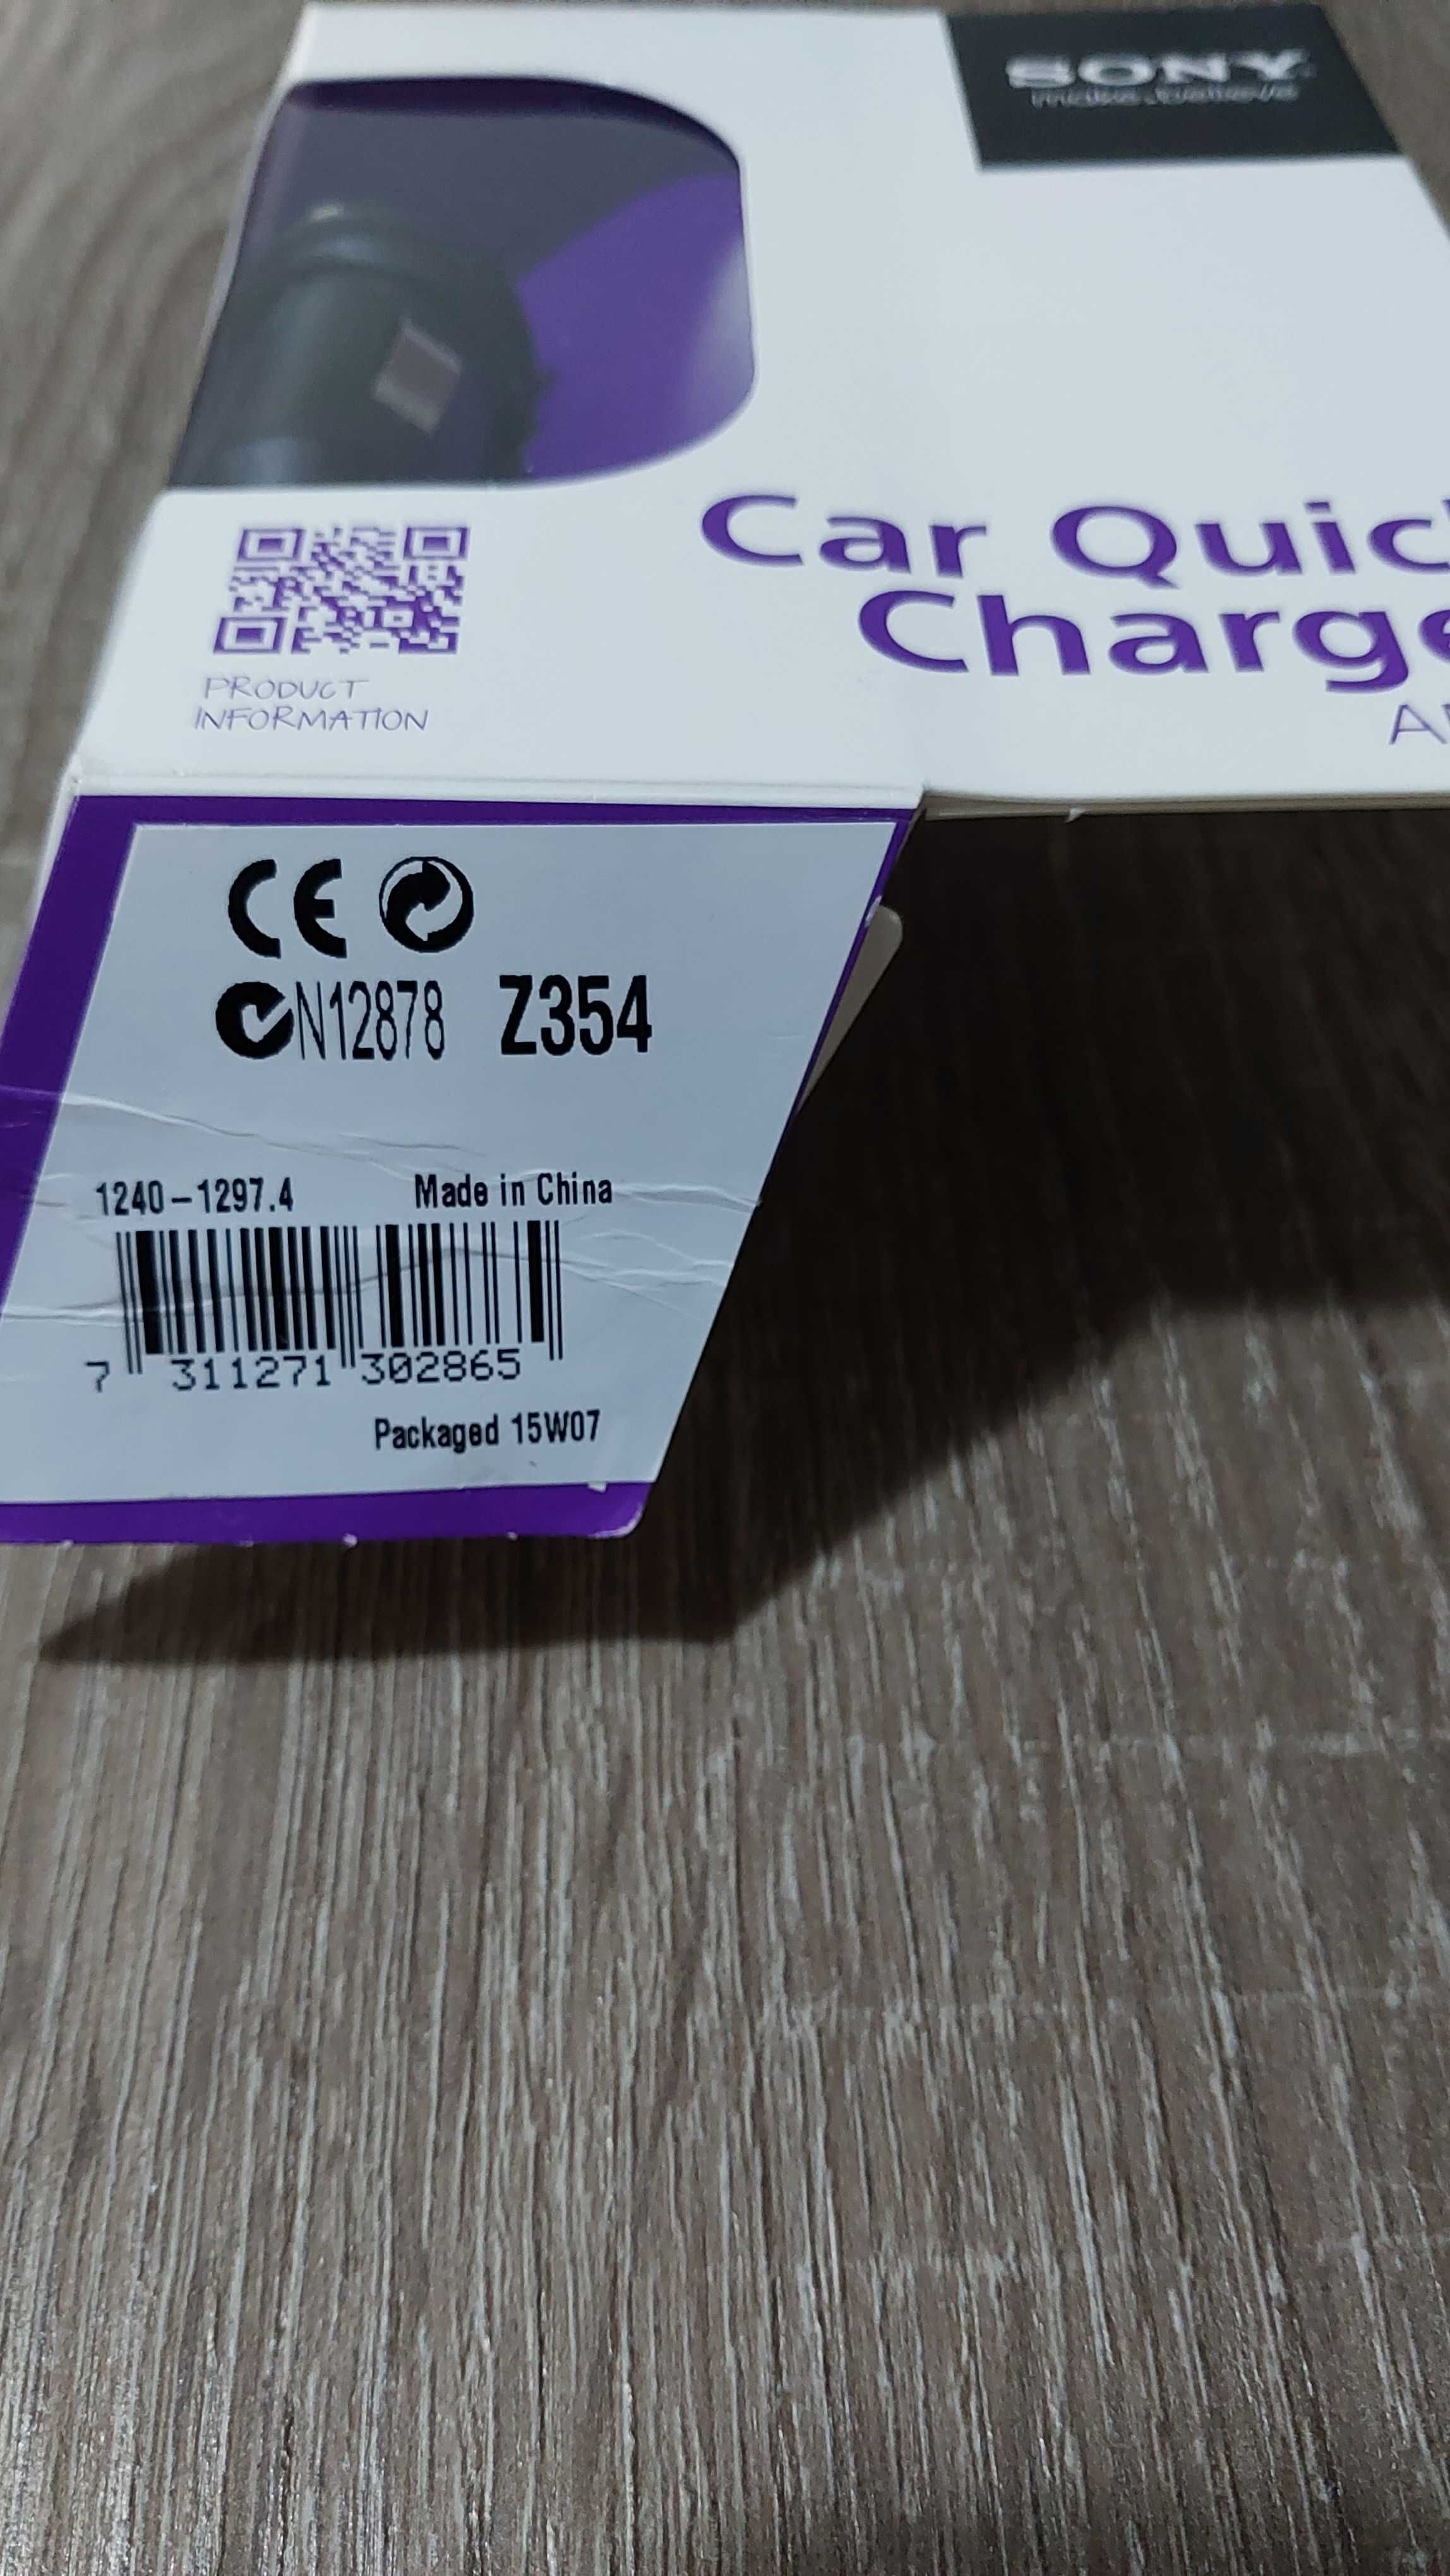 SONY
make.believe
Car Quic
Charge
PRODUCT
INFORMATION
CE
N12878 Z354
1240-1297.4 Made in China
7 311271 302865
Packaged 15W07